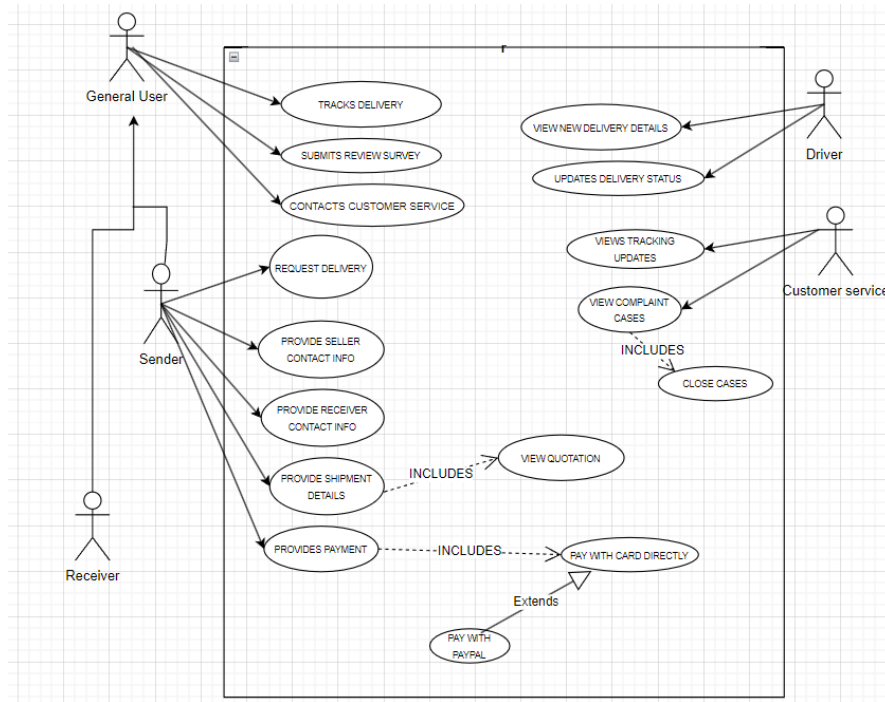 r
General User
TRACKS DELIVERY
SUBMITS REVIEW SURVEY
CONTACTS CUSTOMER SERVICE
REQUEST DELIVERY
Sender
PROVIDE SELLER
CONTACT INFO
PROVIDE RECEIVER
CONTACT INFO
PROVIDE SHIPMENT
DETAILS
INCLUDES
VIEW QUOTATION
PROVIDES PAYMENT
INCLUDES
PAY WITH CARD DIRECTLY
Extends
PAY WITH
PAYPAL
Receiver
VIEW NEW DELIVERY DETAILS
Driver
UPDATES DELIVERY STATUS
VIEWS TRACKING
UPDATES
Customer service
VIEW COMPLAINT
CASES
INCLUDES
CLOSE CASES